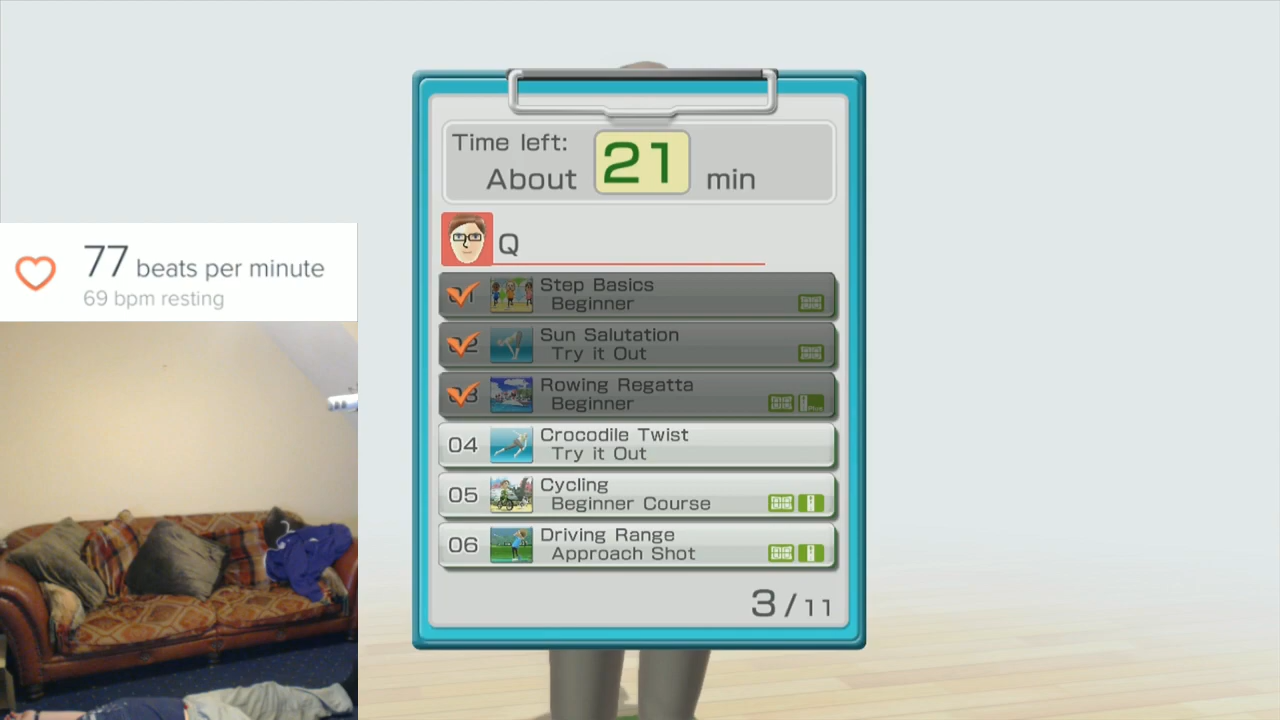 Time left:
About 21 min
Q
77 beats per minute
69 bpm resting
Step Basics
Beginner
Sun Salutation
Try it Out
03 Rowing Regatta
Beginner
04 Crocodile Twist
Try it Out
05 Cycling
Beginner Course
06 Driving Range
Approach Shot
3/11